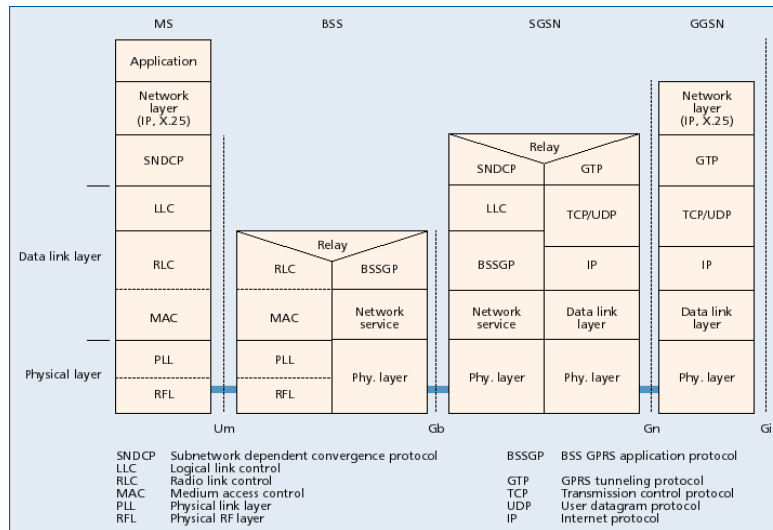 MS BSS SGSN GGSN
Application
Network
layer
(IP, X.25)
SNDCP
LLC
RLC
MAC
PLL
RFL
Data link layer
Physical layer
Relay
RLC
BSSGP
MAC
Network
service
PLL
RFL
Phy. layer
Relay
SNDCP
GTP
LLC
TCP/UDP
BSSGP
IP
Network
service
Data link
layer
Phy. layer
Phy. layer
Network
layer
(IP, X.25)
GTP
TCP/UDP
IP
Data link
layer
Phy. layer
Um Gb Gn Gi
SNDCP Subnetwork dependent convergence protocol
LLC Logical link control
RLC Radio link control
MAC Medium access control
PLL Physical link layer
RFL Physical RF layer
BSSGP BSS GPRS application protocol
GTP GPRS tunneling protocol
TCP Transmission control protocol
UDP User datagram protocol
IP Internet protocol